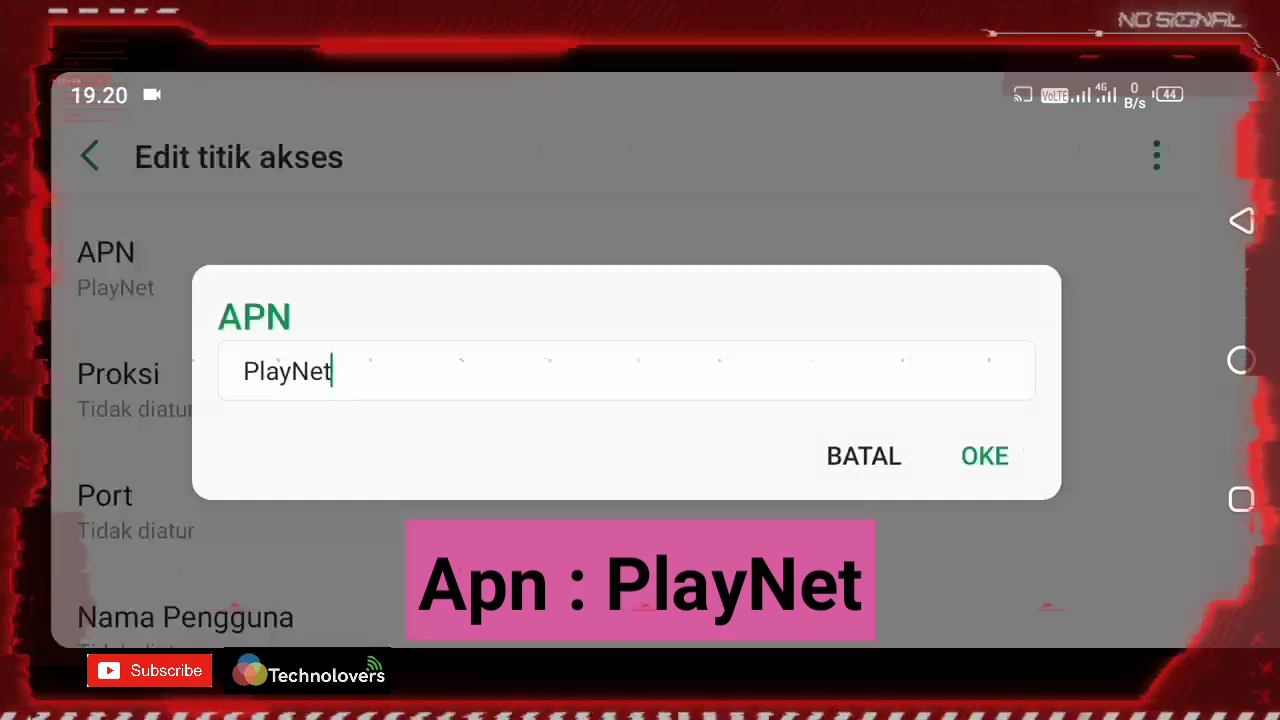 NO SIGNAL
19.20
VoLTE 4G 0 B/s 44
Edit titik akses
APN
PlayNet
APN
PlayNet
Proksi
Tidak diatur
BATAL OKE
Port
Tidak diatur
Apn : PlayNet
Nama Pengguna
Subscribe
Technolovers